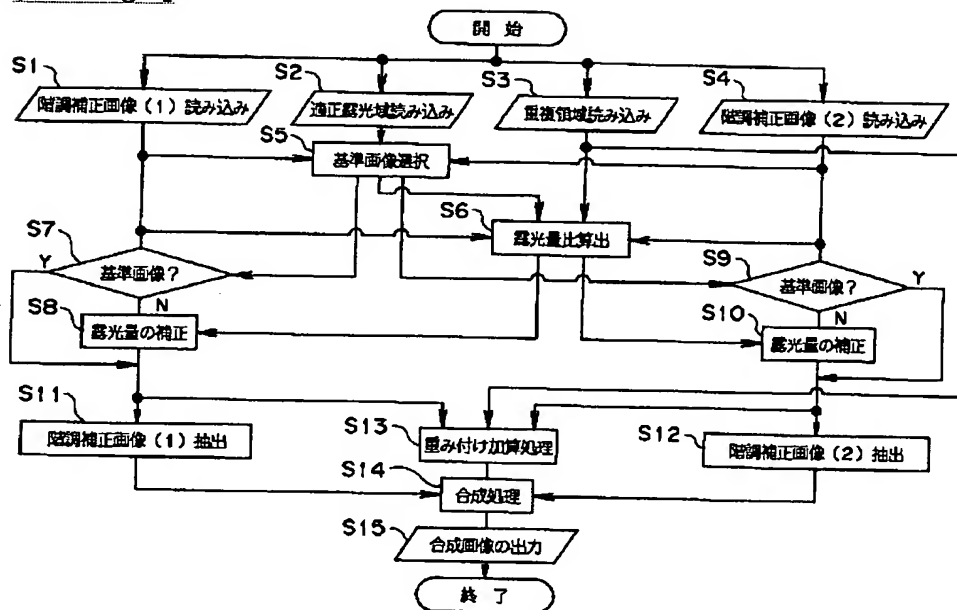 開始
S1
階調補正画像(1)読み込み
S2
適正露光域読み込み
S3
重複領域読み込み
S4
階調補正画像(2)読み込み
S5
基準画像選択
S6
露光量比算出
S7
基準画像?
Y
N
S8
露光量の補正
S9
基準画像?
Y
N
S10
露光量の補正
S11
階調補正画像(1)抽出
S12
階調補正画像(2)抽出
S13
重み付け加算処理
S14
合成処理
S15
合成画像の出力
終了